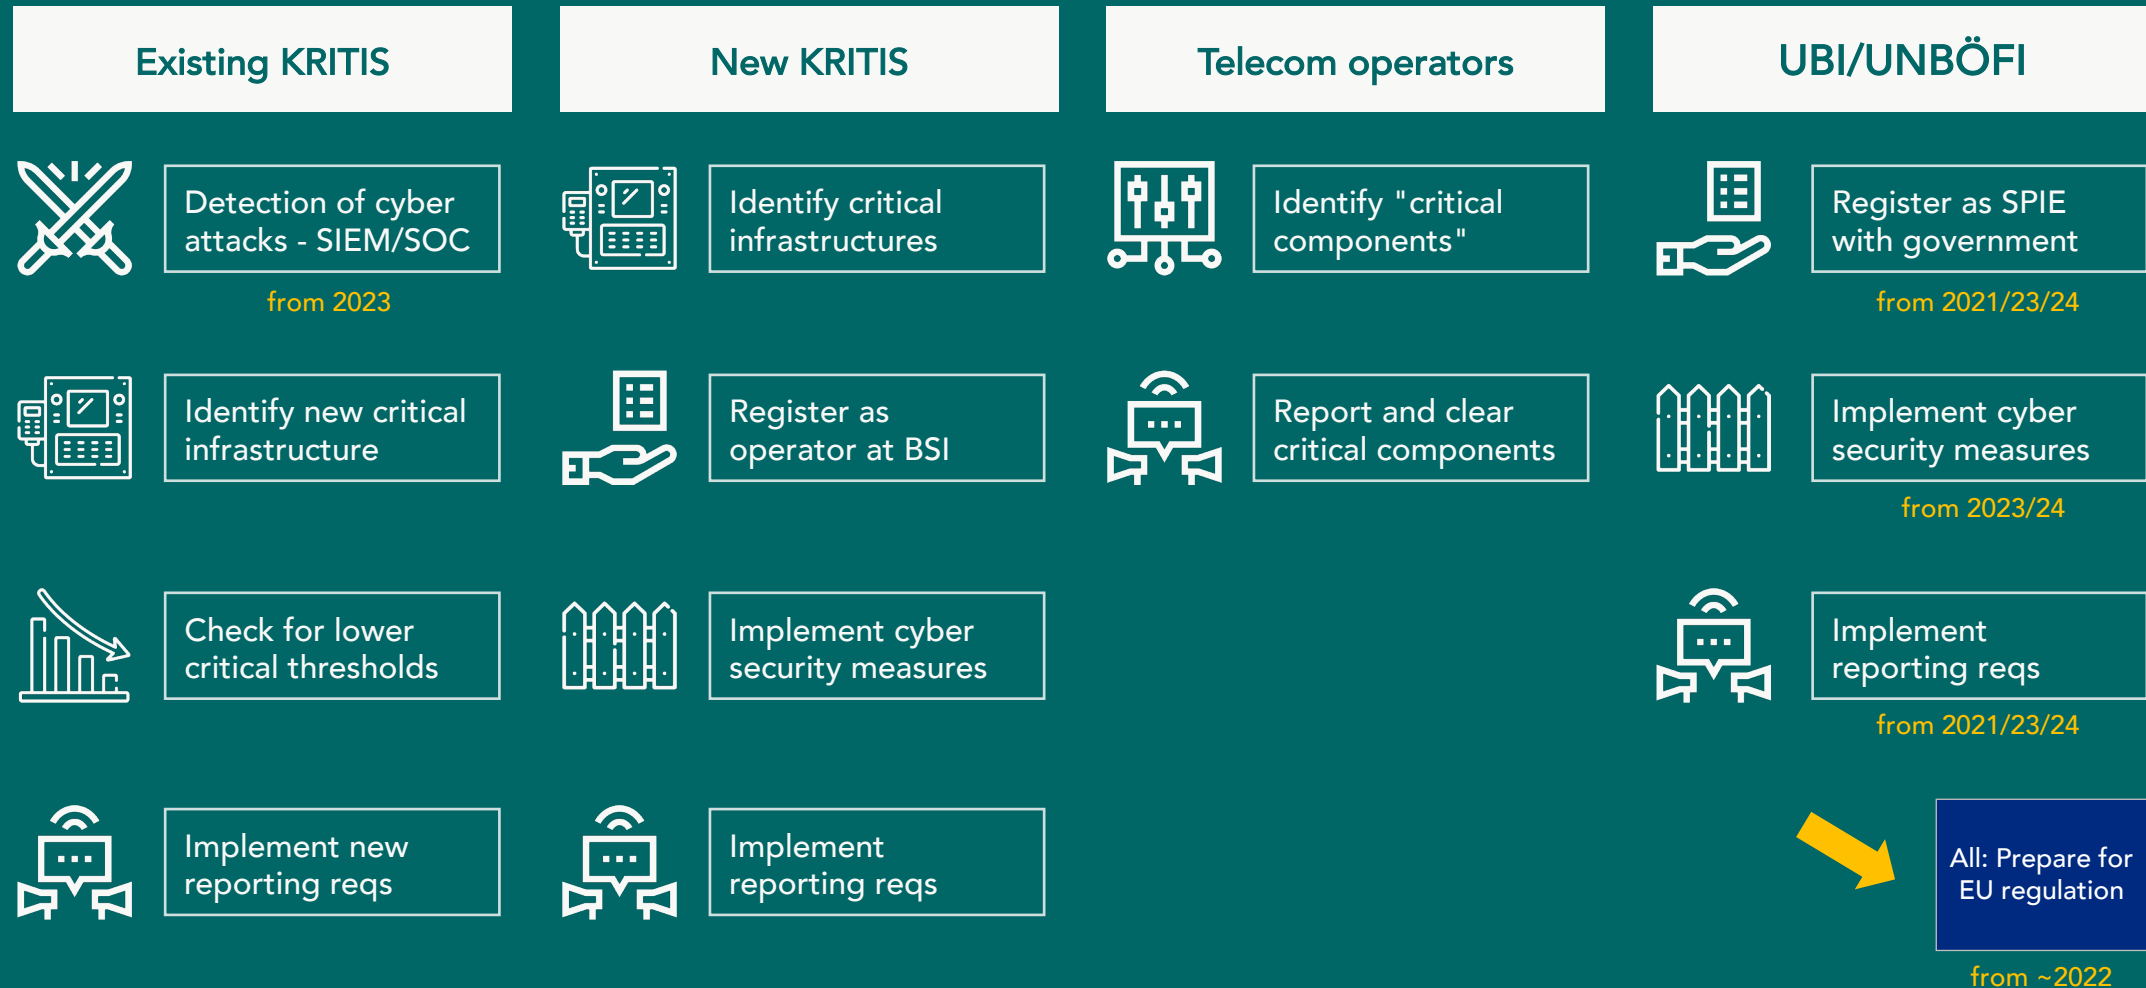 Existing KRITIS
Detection of cyber
attacks - SIEM/SOC
from 2023
Identify new critical
infrastructure
Check for lower
critical thresholds
Implement new
reporting reqs
New KRITIS
Identify critical
infrastructures
Register as
operator at BSI
Implement cyber
security measures
Implement
reporting reqs
Telecom operators
Identify "critical
components"
Report and clear
critical components
UBI/UNBÖFI
Register as SPIE
with government
from 2021/23/24
Implement cyber
security measures
from 2023/24
Implement
reporting reqs
from 2021/23/24
All: Prepare for
EU regulation
from ~2022